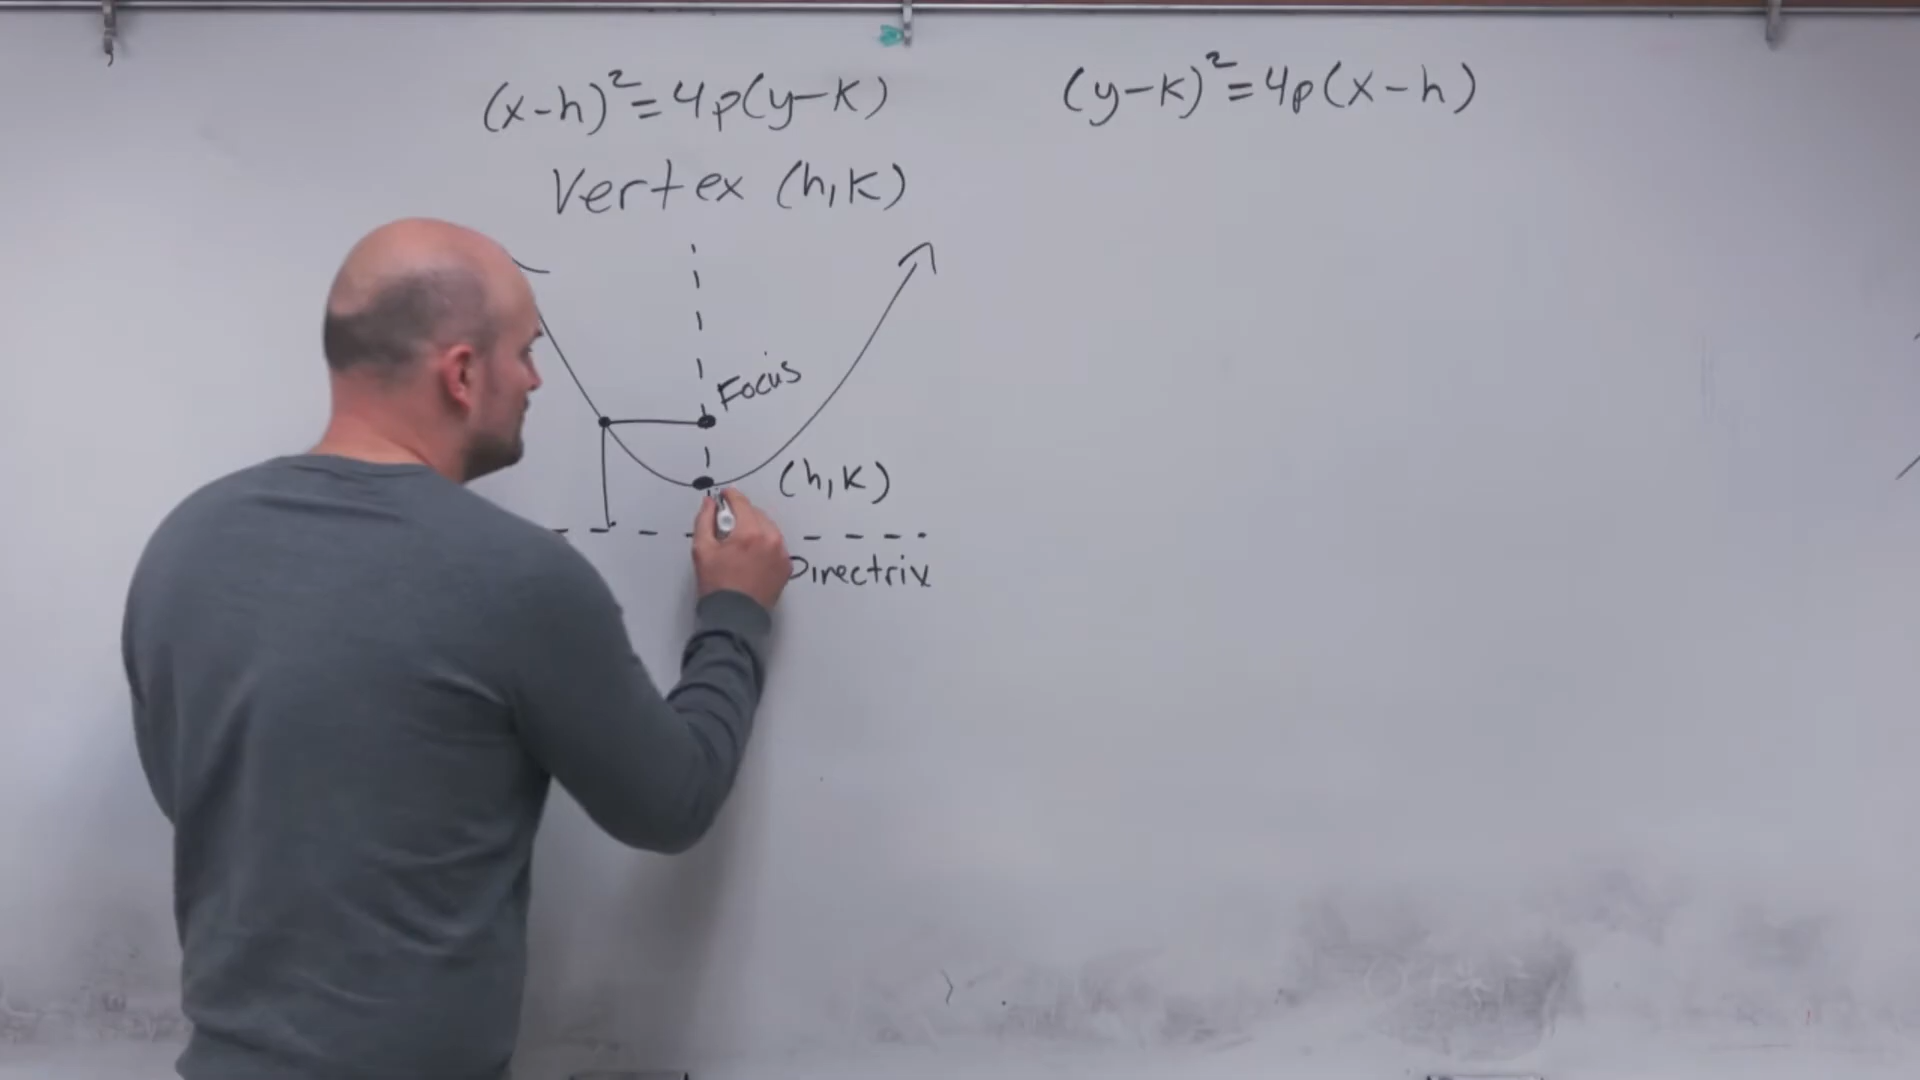 (x-h)²=4p(y-k)
(y-k)²=4p(x-h)
Vertex (h,k)
Focus
(h,k)
Directrix